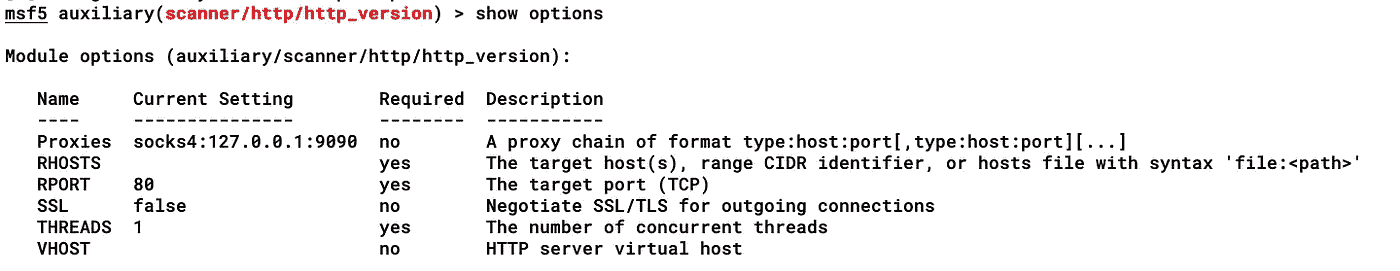 msf5 auxiliary(scanner/http/http_version) > show options
Module options (auxiliary/scanner/http/http_version):
Name     Current Setting        Required  Description
----     ---------------        --------  -----------
Proxies  socks4:127.0.0.1:9090  no        A proxy chain of format type:host:port[,type:host:port][...]
RHOSTS                          yes       The target host(s), range CIDR identifier, or hosts file with syntax 'file:<path>'
RPORT    80                     yes       The target port (TCP)
SSL      false                  no        Negotiate SSL/TLS for outgoing connections
THREADS  1                      yes       The number of concurrent threads
VHOST                           no        HTTP server virtual host